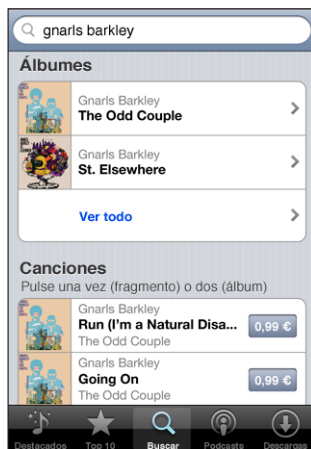 gnarls barkley
Álbumes
Gnarls Barkley
The Odd Couple
Gnarls Barkley
St. Elsewhere
Ver todo
Canciones
Pulse una vez (fragmento) o dos (álbum)
Gnarls Barkley
Run (I'm a Natural Disa...
0,99 €
The Odd Couple
Gnarls Barkley
Going On
0,99 €
The Odd Couple
Destacados Top 10 Buscar Podcasts Descargas